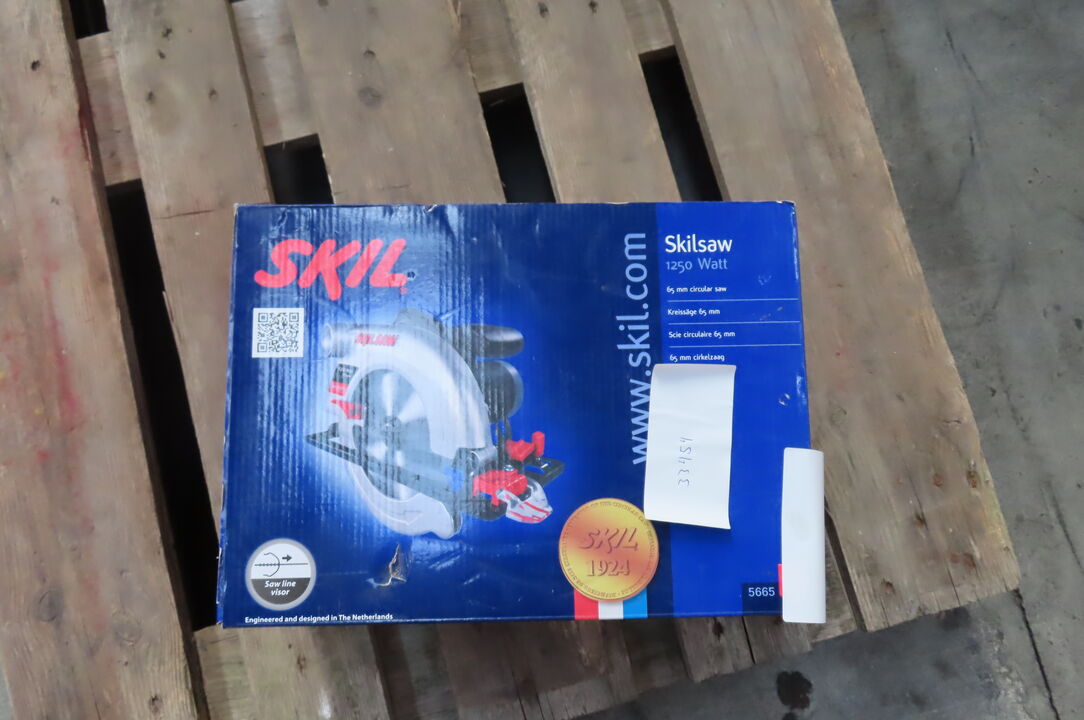 SKIL
www.skil.com
Skilsaw
1250 Watt
65 mm circular saw
Kreissäge 65 mm
Scie circulaire 65 mm
65 mm cirkelzaag
33454
SKIL
1924
Saw line
visor
5665
Engineered and designed in The Netherlands